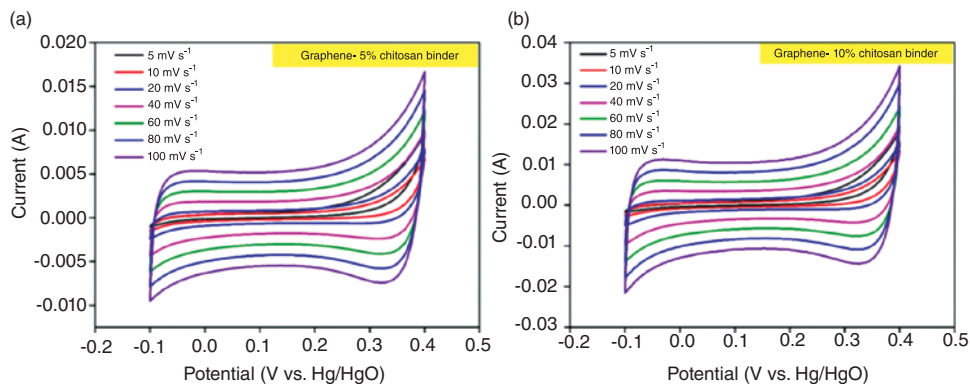 (a)
Graphene- 5% chitosan binder
5 mV s⁻¹
10 mV s⁻¹
20 mV s⁻¹
40 mV s⁻¹
60 mV s⁻¹
80 mV s⁻¹
100 mV s⁻¹
Current (A)
0.020
0.015
0.010
0.005
0.000
-0.005
-0.010
-0.2 -0.1 0.0 0.1 0.2 0.3 0.4 0.5
Potential (V vs. Hg/HgO)
(b)
Graphene- 10% chitosan binder
5 mV s⁻¹
10 mV s⁻¹
20 mV s⁻¹
40 mV s⁻¹
60 mV s⁻¹
80 mV s⁻¹
100 mV s⁻¹
Current (A)
0.04
0.03
0.02
0.01
0.00
-0.01
-0.02
-0.03
-0.2 -0.1 0.0 0.1 0.2 0.3 0.4 0.5
Potential (V vs. Hg/HgO)